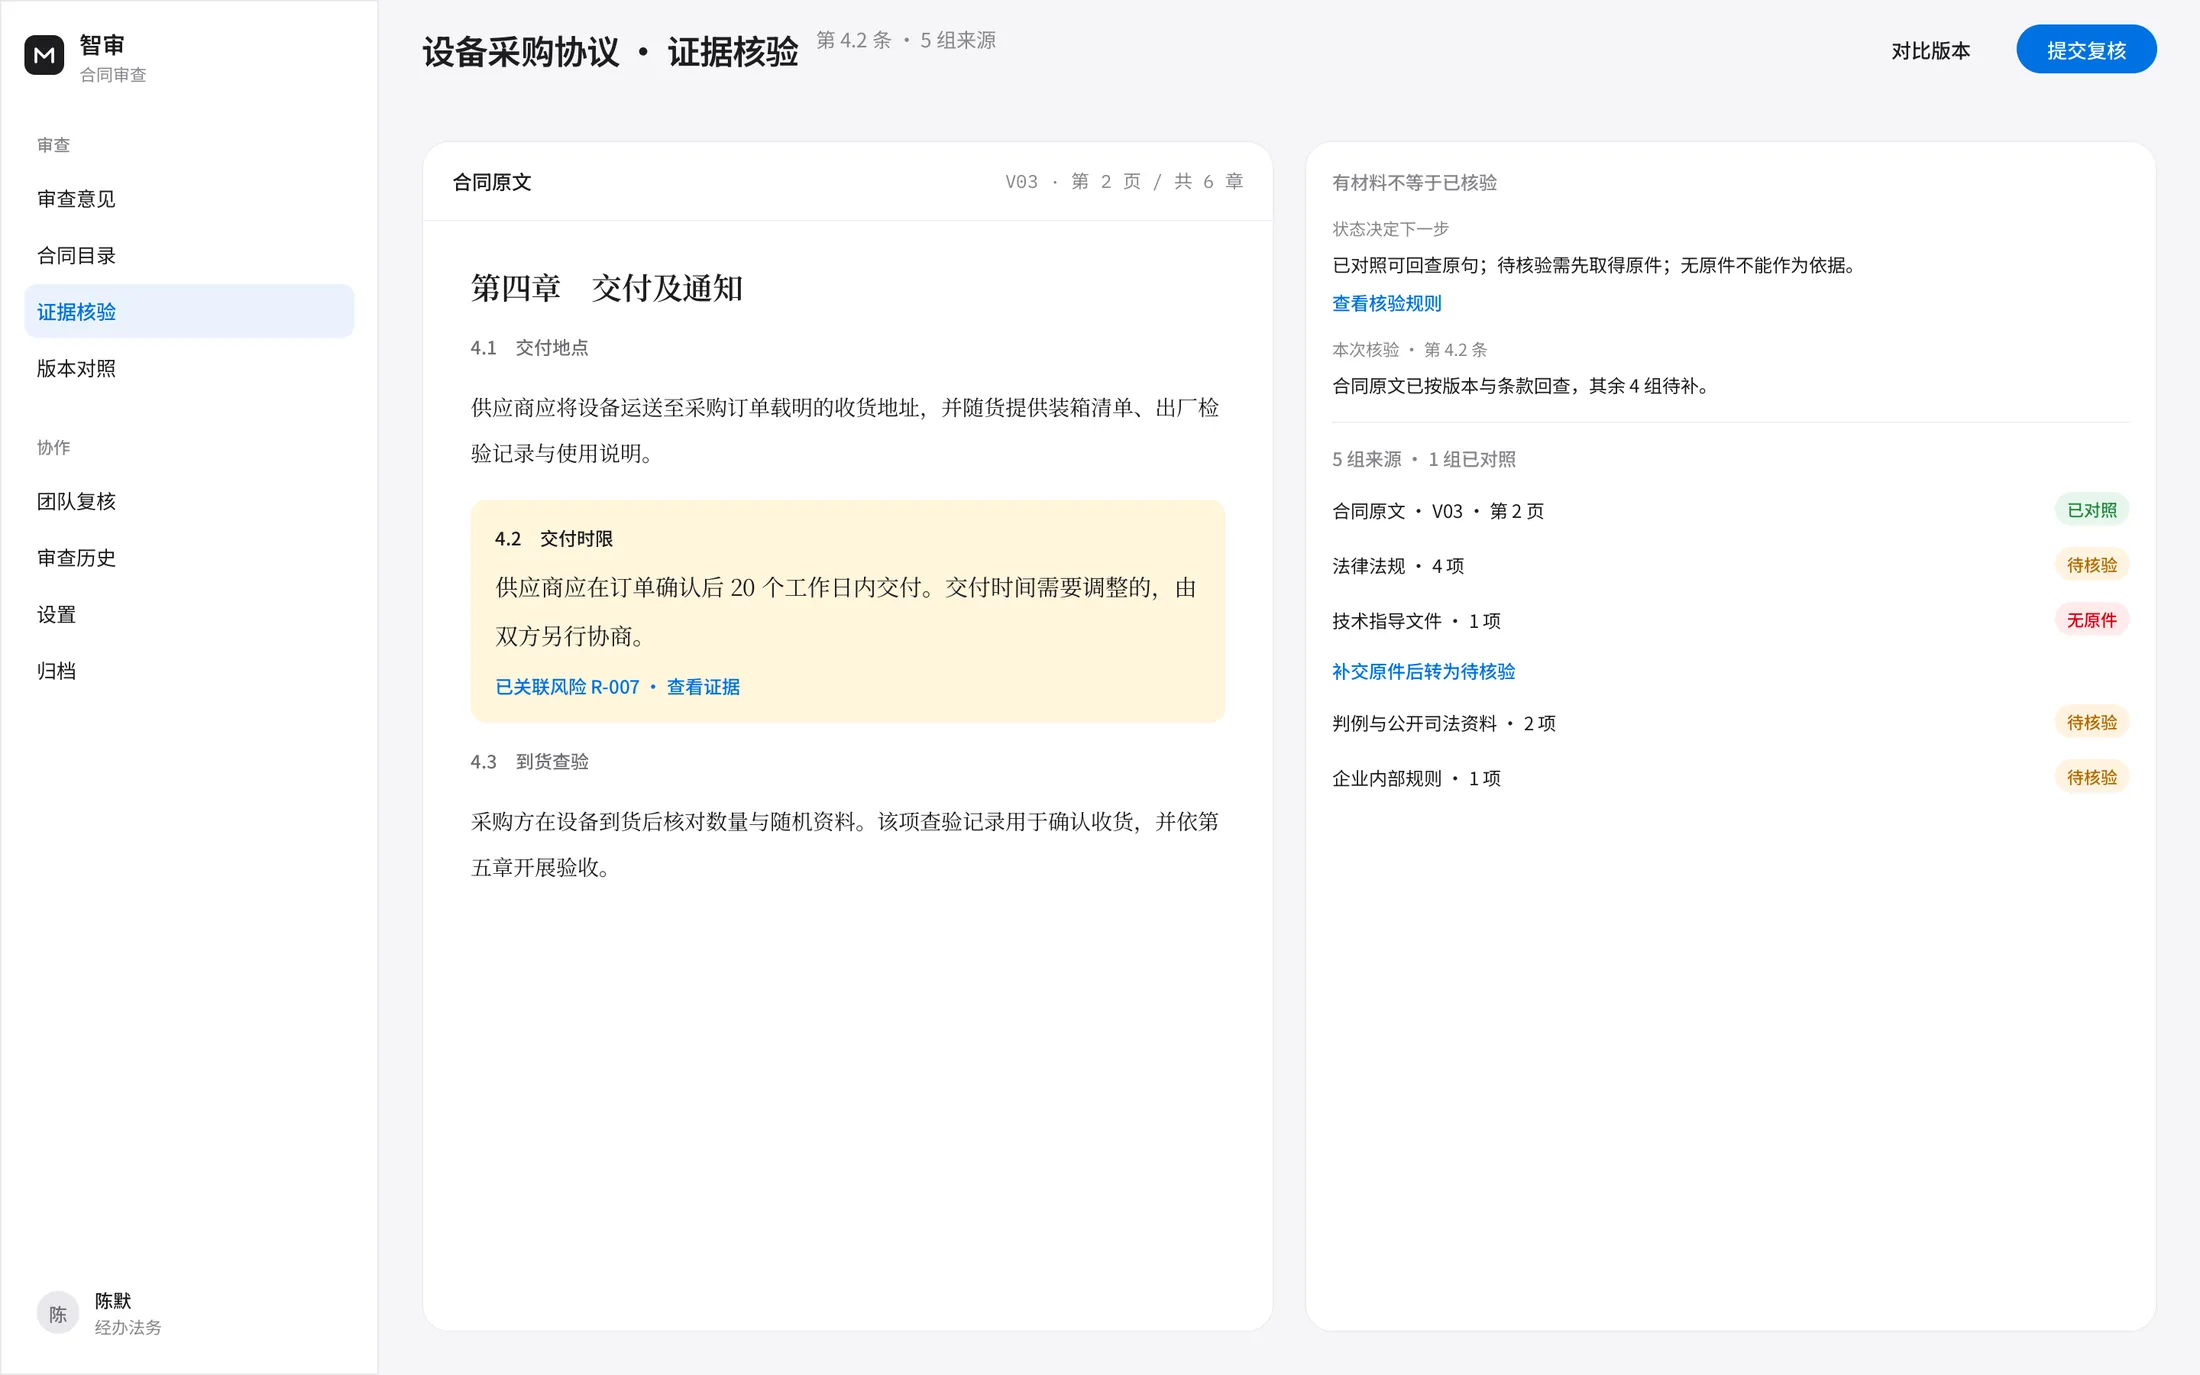 智审
合同审查
审查
审查意见
合同目录
证据核验
版本对照
协作
团队复核
审查历史
设置
归档
陈
陈默
经办法务
设备采购协议 · 证据核验
第 4.2 条 · 5 组来源
对比版本
提交复核
合同原文
V03 · 第 2 页 / 共 6 章
第四章 交付及通知
4.1 交付地点
供应商应将设备运送至采购订单载明的收货地址，并随货提供装箱清单、出厂检
验记录与使用说明。
4.2 交付时限
供应商应在订单确认后 20 个工作日内交付。交付时间需要调整的，由
双方另行协商。
已关联风险 R-007 · 查看证据
4.3 到货查验
采购方在设备到货后核对数量与随机资料。该项查验记录用于确认收货，并依第
五章开展验收。
有材料不等于已核验
状态决定下一步
已对照可回查原句；待核验需先取得原件；无原件不能作为依据。
查看核验规则
本次核验 · 第 4.2 条
合同原文已按版本与条款回查，其余 4 组待补。
5 组来源 · 1 组已对照
合同原文 · V03 · 第 2 页
已对照
法律法规 · 4 项
待核验
技术指导文件 · 1 项
无原件
补交原件后转为待核验
判例与公开司法资料 · 2 项
待核验
企业内部规则 · 1 项
待核验